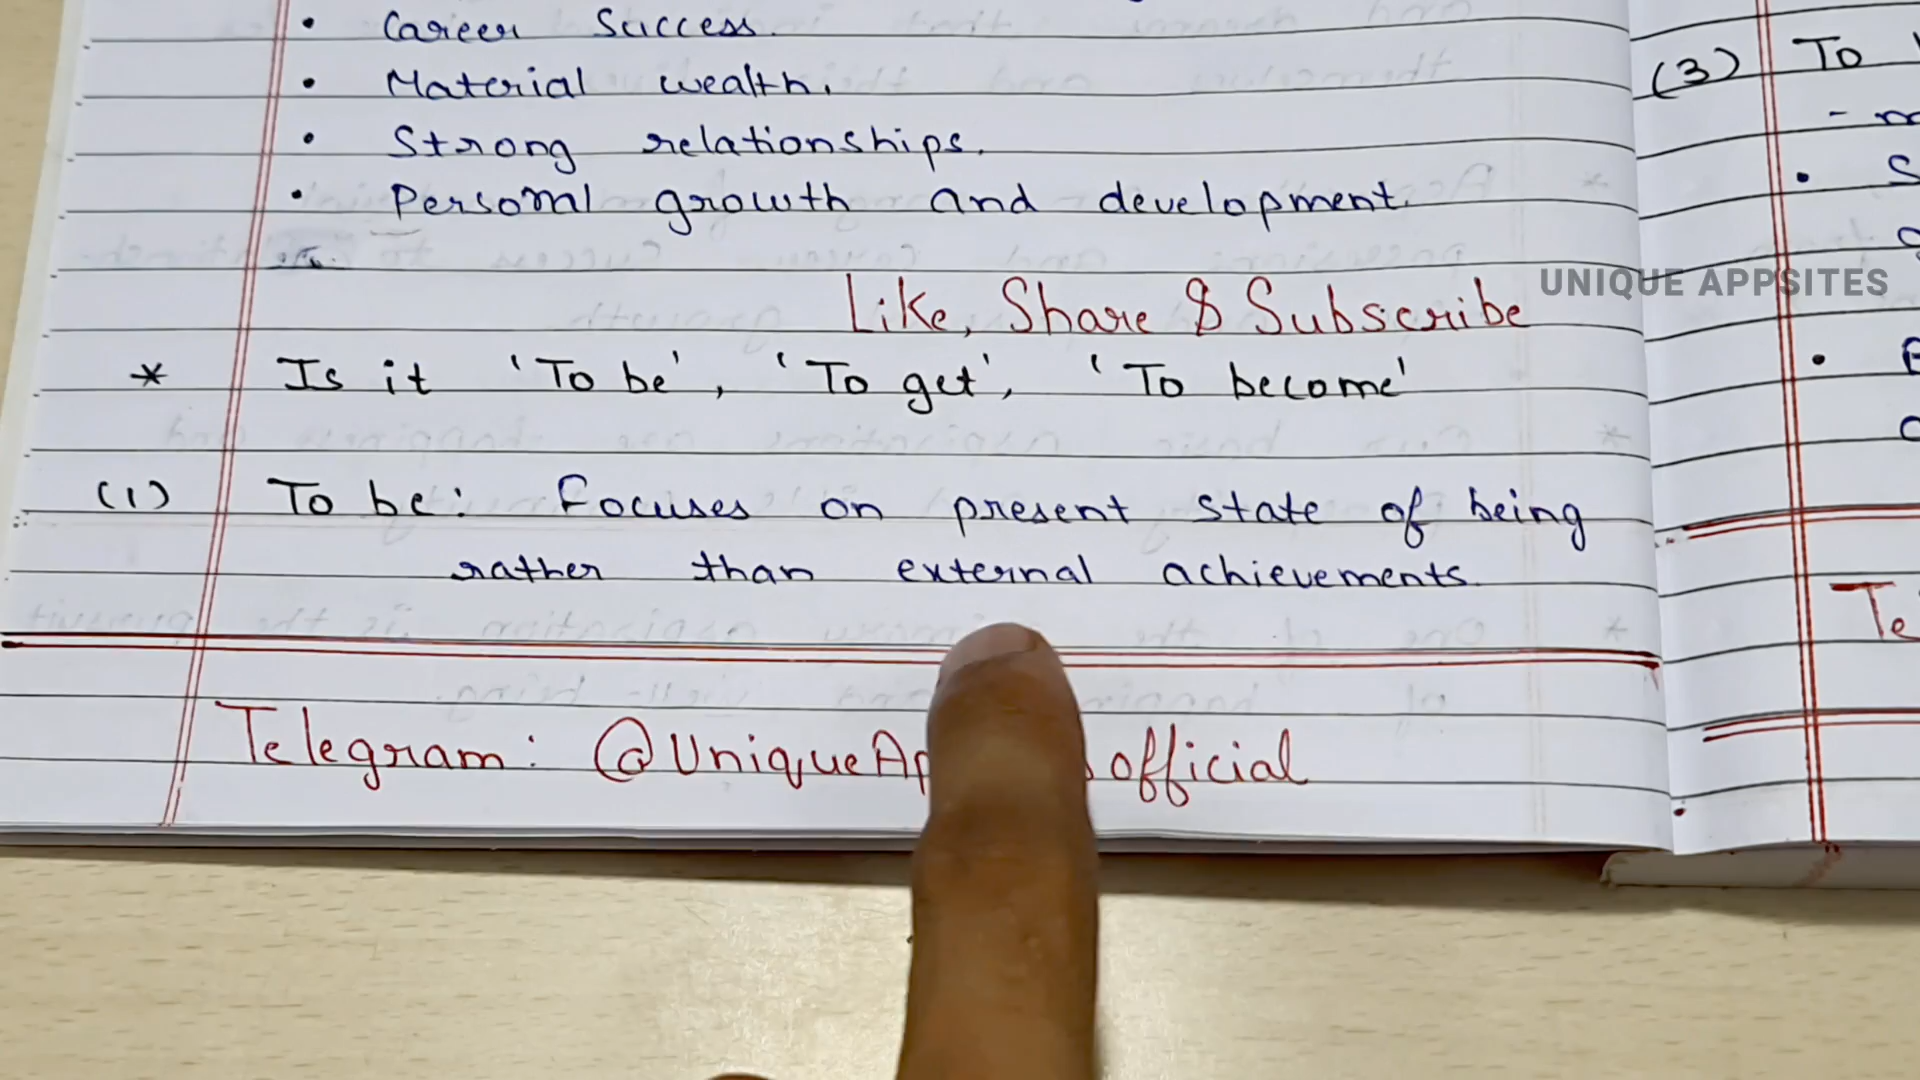 • Career Success.
• Material wealth.
• Strong relationships.
• Personal growth and development.
Like, Share & Subscribe
UNIQUE APPSITES
* Is it 'To be', 'To get', 'To become'
(1) To be: Focuses on present state of being
rather than external achievements.
Telegram: @UniqueAp official
(3) To